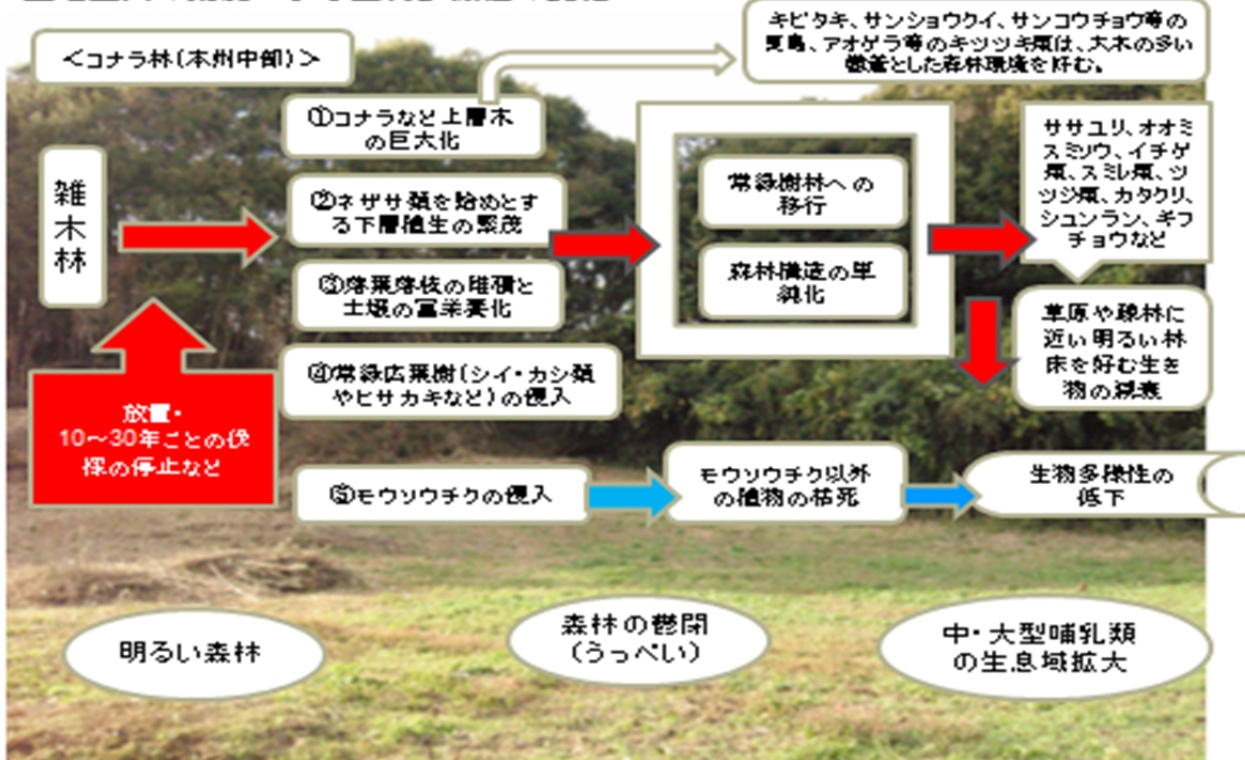 ＜コナラ林(本州中部)＞
キビタキ、サンショウクイ、サンコウチョウ等の
夏鳥、アオゲラ等のキツツキ類は、大木の多い
鬱蒼とした森林環境を好む。
①コナラなど上層木
の巨大化
雑
木
林
②ネザサ類を始めとす
る下層植生の繁茂
③落葉落枝の堆積と
土壌の富栄養化
④常緑広葉樹(シイ・カシ類
やヒサカキなど)の侵入
常緑樹林への
移行
森林構造の単
純化
ササユリ、オオミ
スミソウ、イチゲ
類、スミレ類、ツ
ツジ類、カタクリ、
シュンラン、ギフ
チョウなど
草原や疎林に
近い明るい林
床を好む生き
物の減衰
放置・
10～30年ごとの伐
採の停止など
⑤モウソウチクの侵入
モウソウチク以外
の植物の枯死
生物多様性の
低下
明るい森林
森林の鬱閉
(うっぺい)
中・大型哺乳類
の生息域拡大